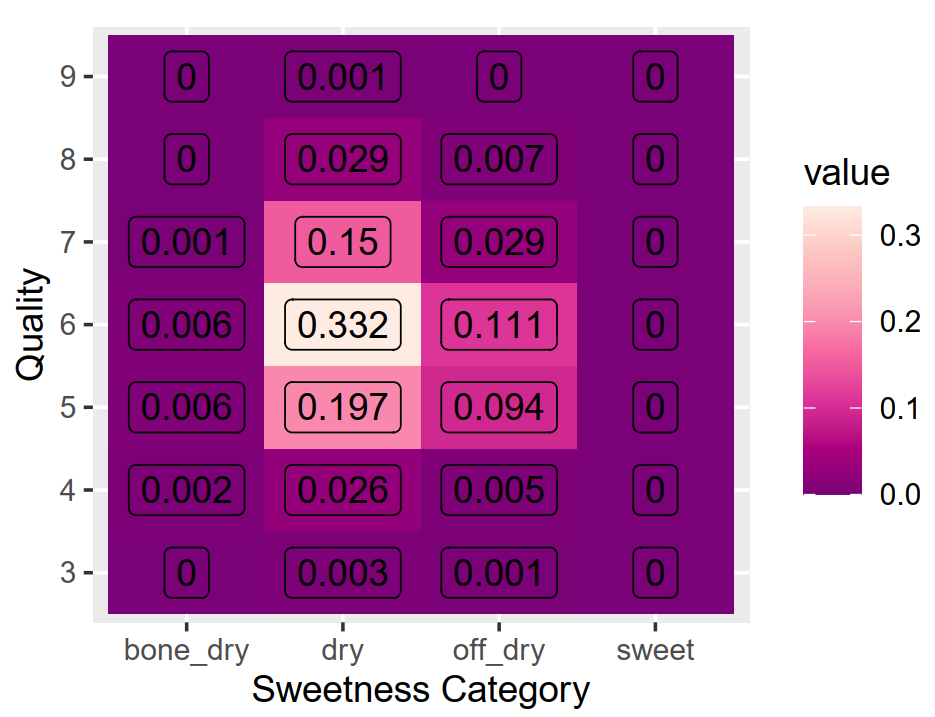 9 0 0.001 0 0
8 0 0.029 0.007 0
7 0.001 0.15 0.029 0
6 0.006 0.332 0.111 0
5 0.006 0.197 0.094 0
4 0.002 0.026 0.005 0
3 0 0.003 0.001 0
bone_dry dry off_dry sweet
Sweetness Category
Quality
value
0.3
0.2
0.1
0.0